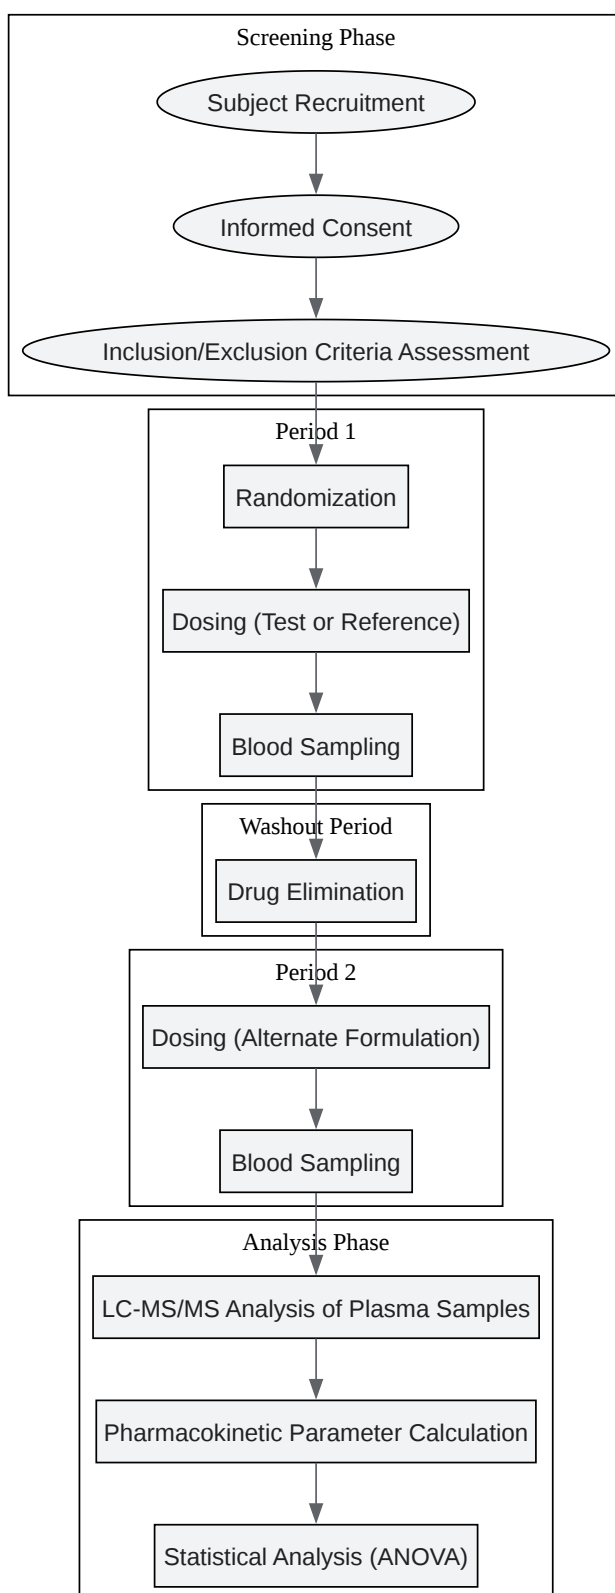 Screening Phase
Subject Recruitment
Informed Consent
Inclusion/Exclusion Criteria Assessment
Period 1
Randomization
Dosing (Test or Reference)
Blood Sampling
Washout Period
Drug Elimination
Period 2
Dosing (Alternate Formulation)
Blood Sampling
Analysis Phase
LC-MS/MS Analysis of Plasma Samples
Pharmacokinetic Parameter Calculation
Statistical Analysis (ANOVA)